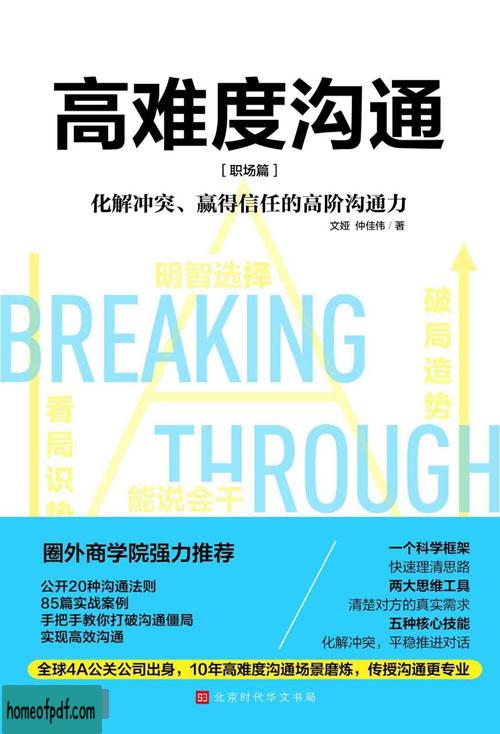 高难度沟通
[职场篇]
化解冲突、赢得信任的高阶沟通力
文娅 仲佳伟/著
明智选择
BREAKING
破局造势
看局识势
THROUGH
能说会干
圈外商学院强力推荐
公开20种沟通法则
85篇实战案例
手把手教你打破沟通僵局
实现高效沟通
一个科学框架
快速理清思路
两大思维工具
清楚对方的真实需求
五种核心技能
化解冲突，平稳推进对话
全球4A公关公司出身，10年高难度沟通场景磨炼，传授沟通更专业
北京时代华文书局
homeofpdf.com